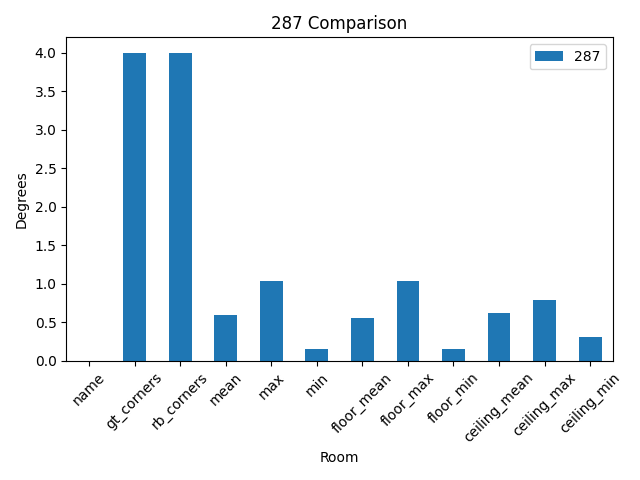 287 Comparison
287
Degrees
4.0
3.5
3.0
2.5
2.0
1.5
1.0
0.5
0.0
name
gt_corners
rb_corners
mean
max
min
floor_mean
floor_max
floor_min
ceiling_mean
ceiling_max
ceiling_min
Room